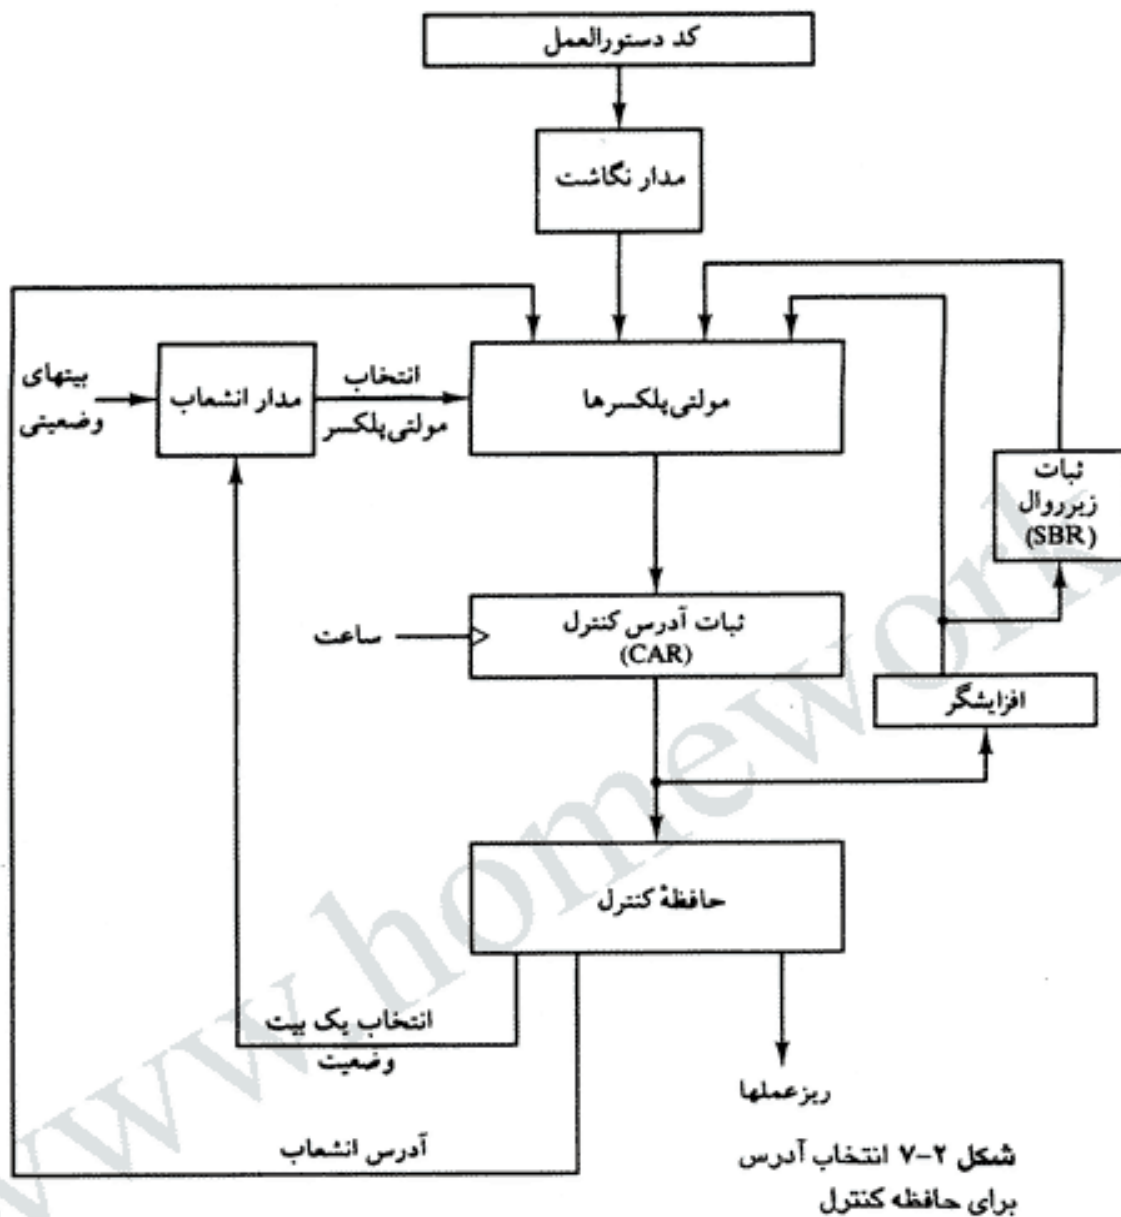 کد دستورالعمل
مدار نگاشت
بیتهای
وضعیتی
مدار انشعاب
انتخاب
مولتی‌پلکسر
مولتی‌پلکسرها
ثبات
زیرروال
(SBR)
ساعت
ثبات آدرس کنترل
(CAR)
افزایشگر
حافظهٔ کنترل
انتخاب یک بیت
وضعیت
ریزعملها
آدرس انشعاب
شکل ۲-۷ انتخاب آدرس
برای حافظه کنترل
www.homework